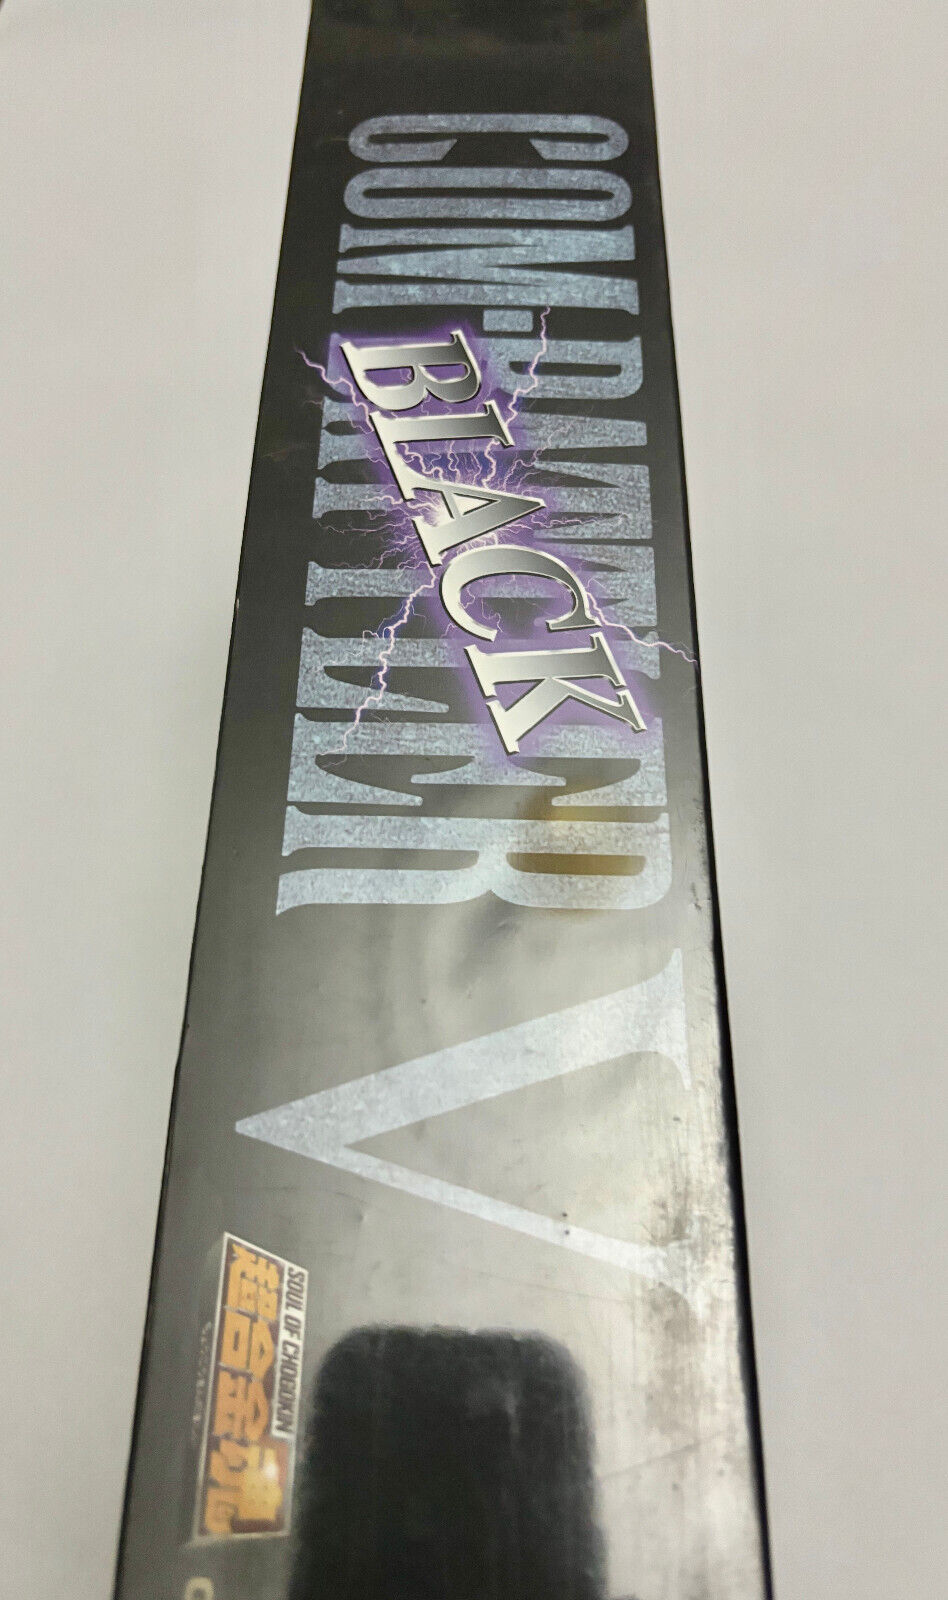 COM·BATTLER V
BLACK
SOUL OF CHOGOKIN
超合金魂